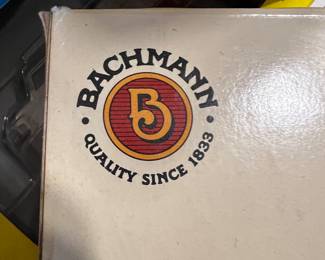 • BACHMANN •
B
QUALITY SINCE 1833